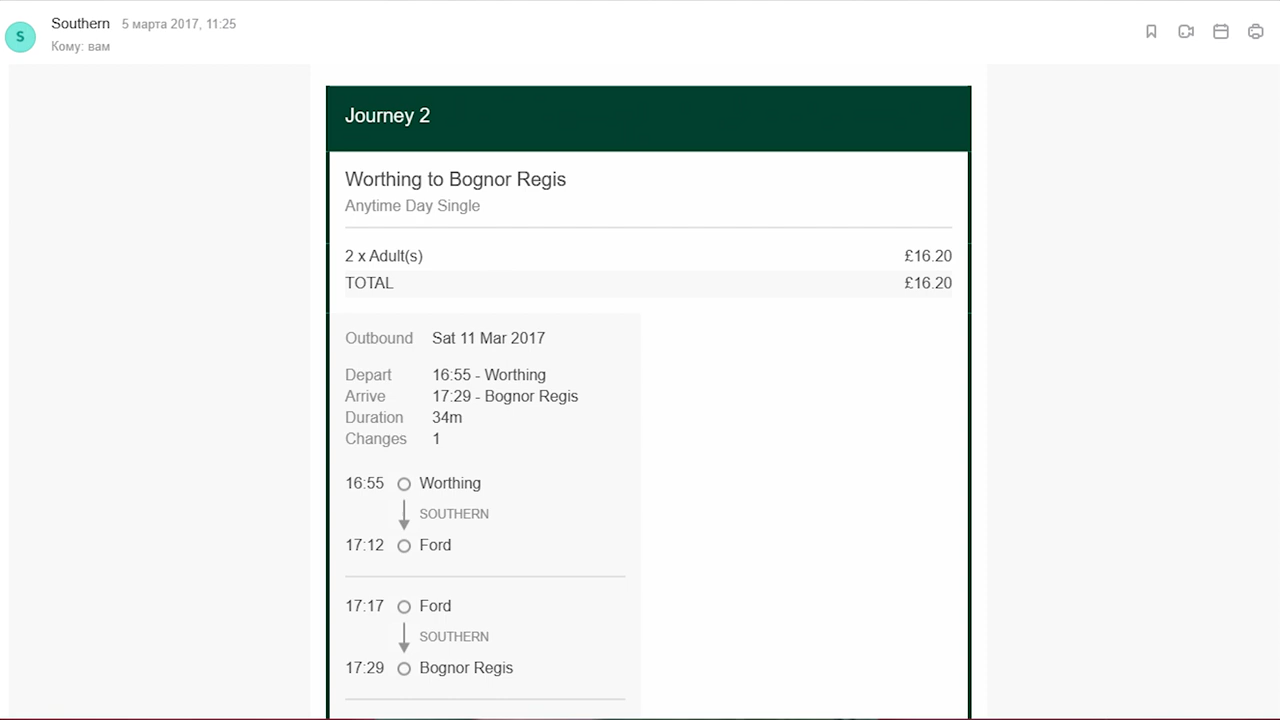 S
Southern 5 марта 2017, 11:25
Кому: вам
Journey 2
Worthing to Bognor Regis
Anytime Day Single
2 x Adult(s) £16.20
TOTAL £16.20
Outbound Sat 11 Mar 2017
Depart 16:55 - Worthing
Arrive 17:29 - Bognor Regis
Duration 34m
Changes 1
16:55 Worthing
SOUTHERN
17:12 Ford
17:17 Ford
SOUTHERN
17:29 Bognor Regis